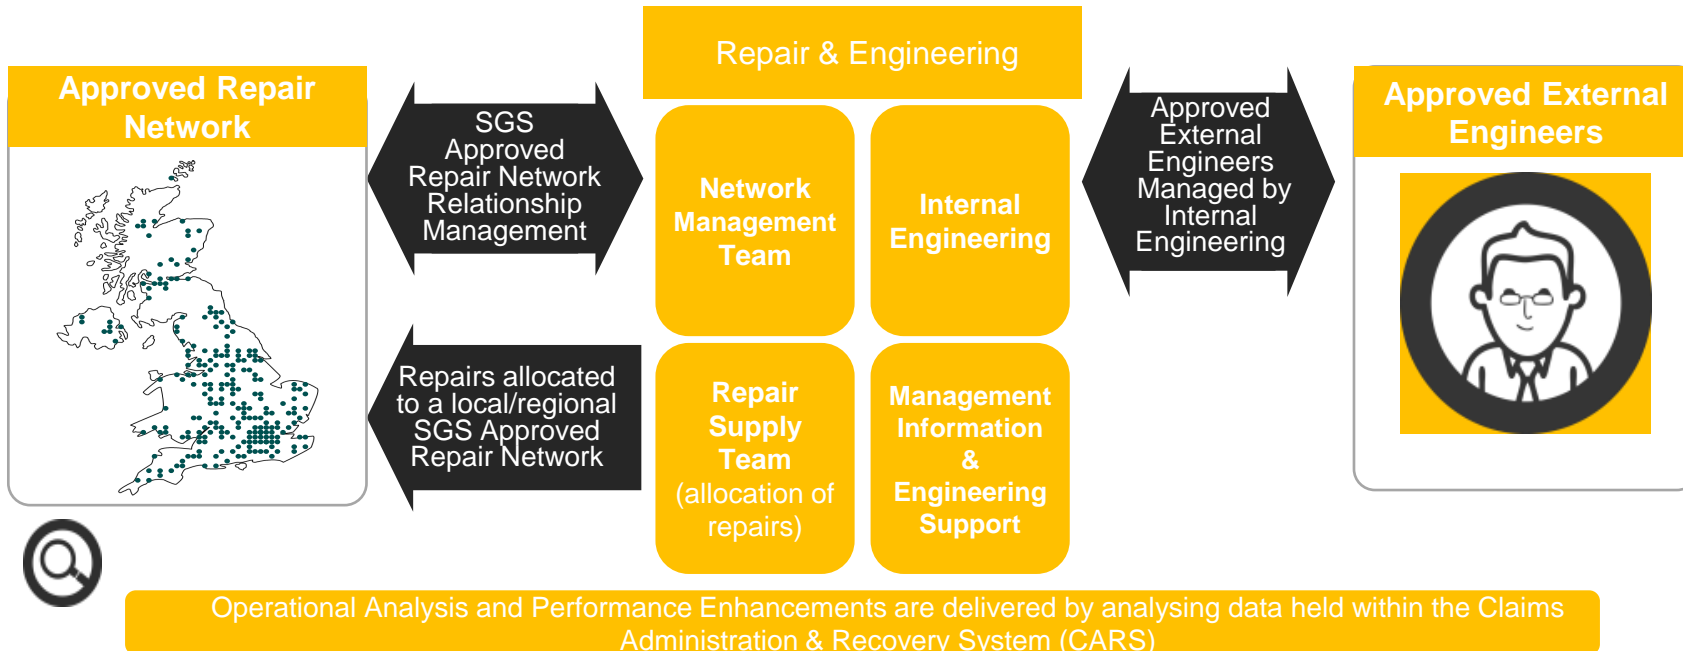 Repair & Engineering
Approved Repair
Network
SGS
Approved
Repair Network
Relationship
Management
Network
Management
Team
Internal
Engineering
Approved
External
Engineers
Managed by
Internal
Engineering
Approved External
Engineers
Repairs allocated
to a local/regional
SGS Approved
Repair Network
Repair
Supply
Team
(allocation of
repairs)
Management
Information
&
Engineering
Support
Operational Analysis and Performance Enhancements are delivered by analysing data held within the Claims
Administration & Recovery System (CARS)